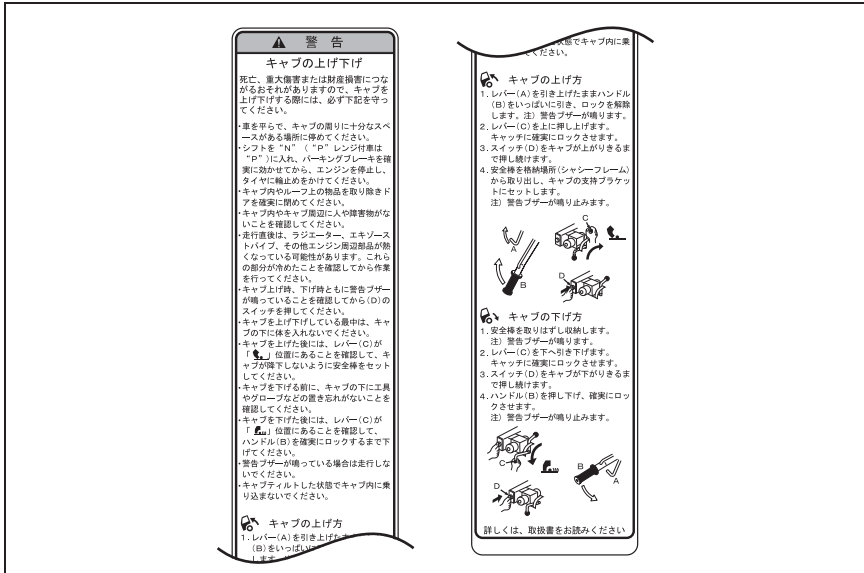 警 告
キャブの上げ下げ
死亡、重大傷害または財産損害につな
がるおそれがありますので、キャブを
上げ下げする際には、必ず下記を守っ
てください。
・車を平らで、キャブの周りに十分なスペ
ースがある場所に停めてください。
・シフトを“N” (“P”レンジ付車は
“P”)に入れ、パーキングブレーキを確
実に効かせてから、エンジンを停止し、
タイヤに輪止めをかけてください。
・キャブ内やルーフ上の物品を取り除きド
アを確実に閉めてください。
・キャブ内やキャブ周辺に人や障害物がな
いことを確認してください。
・走行直後は、ラジエーター、エキゾース
トパイプ、その他エンジン周辺部品が熱
くなっている可能性があります。これら
の部分が冷めたことを確認してから作業
を行ってください。
・キャブ上げ時、下げ時ともに警告ブザー
が鳴っていることを確認してから(D)の
スイッチを押してください。
・キャブを上げ下げしている最中は、キャ
ブの下に体を入れないでください。
・キャブを上げた後には、レバー(C)が
「 」位置にあることを確認して、キ
ャブが降下しないように安全棒をセット
してください。
・キャブを下げる前に、キャブの下に工具
やグローブなどの置き忘れがないことを
確認してください。
・キャブを下げた後には、レバー(C)が
「 」位置にあることを確認して、
ハンドル(B)を確実にロックするまで下
げてください。
・警告ブザーが鳴っている場合は走行しな
いでください。
・キャブティルトした状態でキャブ内に乗
り込まないでください。
キャブの上げ方
1.レバー(A)を引き上げたま
(B)をいっぱいに
します。
状態でキャブ内に乗
ください。
キャブの上げ方
1.レバー(A)を引き上げたままハンドル
(B)をいっぱいに引き、ロックを解除
します。注）警告ブザーが鳴ります。
2.レバー(C)を上に押し上げます。
キャッチに確実にロックさせます。
3.スイッチ(D)をキャブが上がりきるま
で押し続けます。
4.安全棒を格納場所(シャシーフレーム)
から取り出し、キャブの支持ブラケッ
トにセットします。
注）警告ブザーが鳴り止みます。
A
B
C
D
キャブの下げ方
1.安全棒を取りはずし収納します。
注）警告ブザーが鳴ります。
2.レバー(C)を下へ引き下げます。
キャッチに確実にロックさせます。
3.スイッチ(D)をキャブが下がりきるま
で押し続けます。
4.ハンドル(B)を押し下げ、確実にロッ
クさせます。
注）警告ブザーが鳴り止みます。
C
D
B
A
詳しくは、取扱書をお読みください